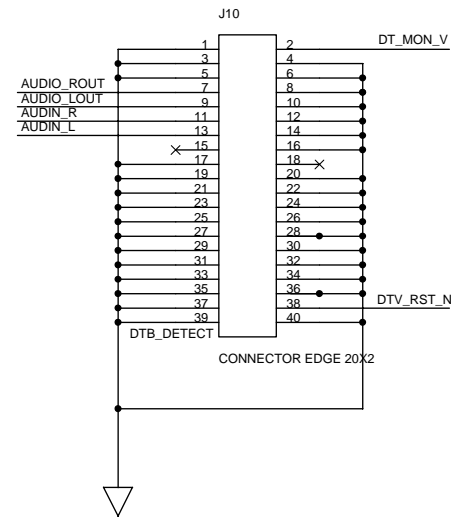 J10
1 2 DT_MON_V
3 4
5 6
AUDIO_ROUT 7 8
AUDIO_LOUT 9 10
AUDIN_R 11 12
AUDIN_L 13 14
15 16
17 18
19 20
21 22
23 24
25 26
27 28
29 30
31 32
33 34
35 36
37 38 DTV_RST_N
39 40
DTB_DETECT
CONNECTOR EDGE 20X2